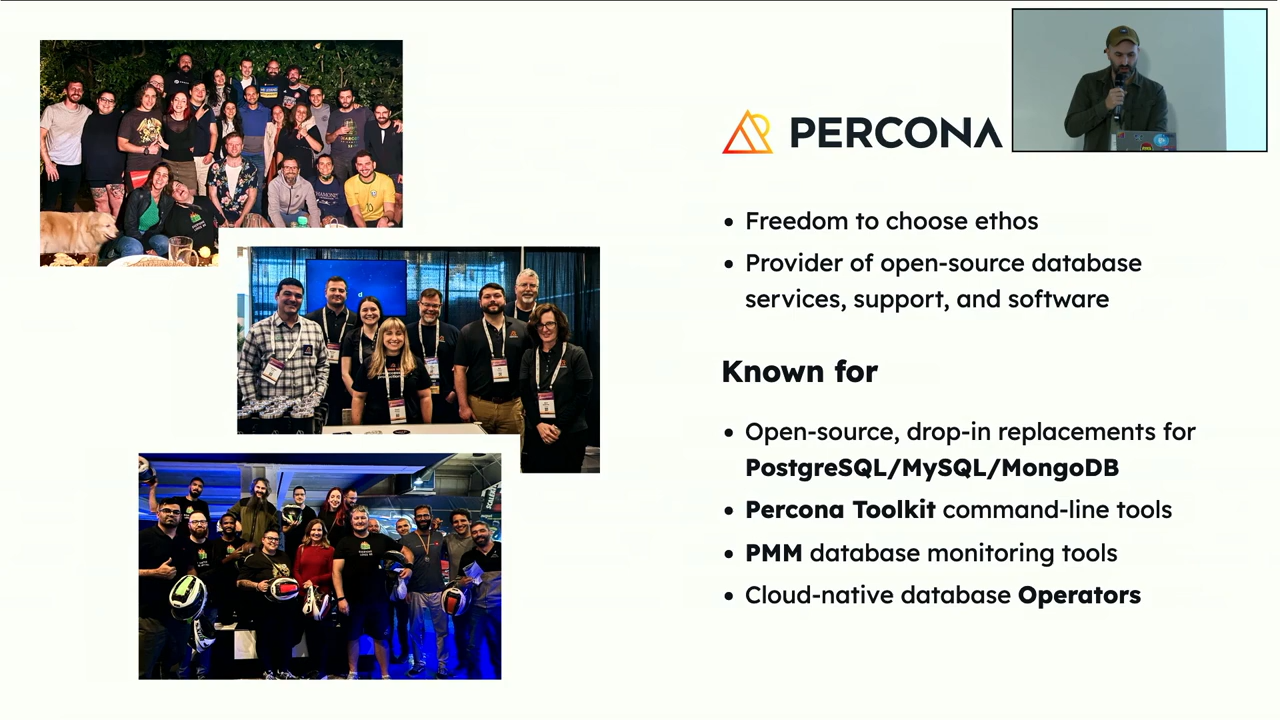 PERCONA
• Freedom to choose ethos
• Provider of open-source database
services, support, and software
Known for
• Open-source, drop-in replacements for
PostgreSQL/MySQL/MongoDB
• Percona Toolkit command-line tools
• PMM database monitoring tools
• Cloud-native database Operators